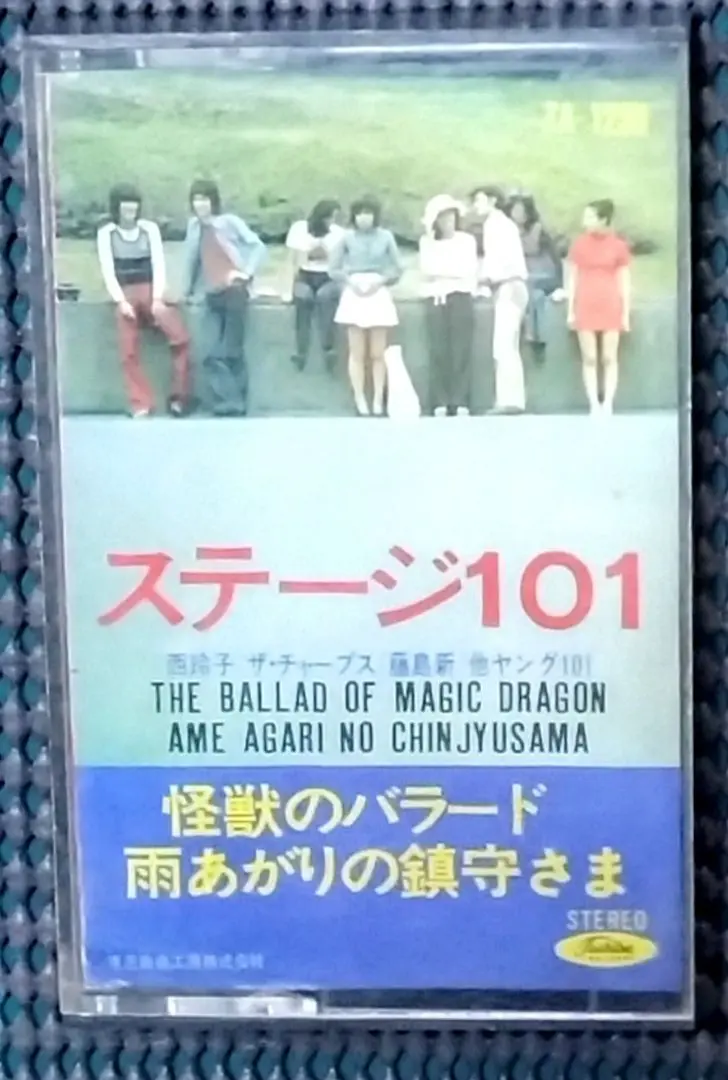 ステージ101
西玲子 ザ・チャープス 藤島新 他ヤング101
THE BALLAD OF MAGIC DRAGON
AME AGARI NO CHINJYUSAMA
怪獣のバラード
雨あがりの鎮守さま
STEREO